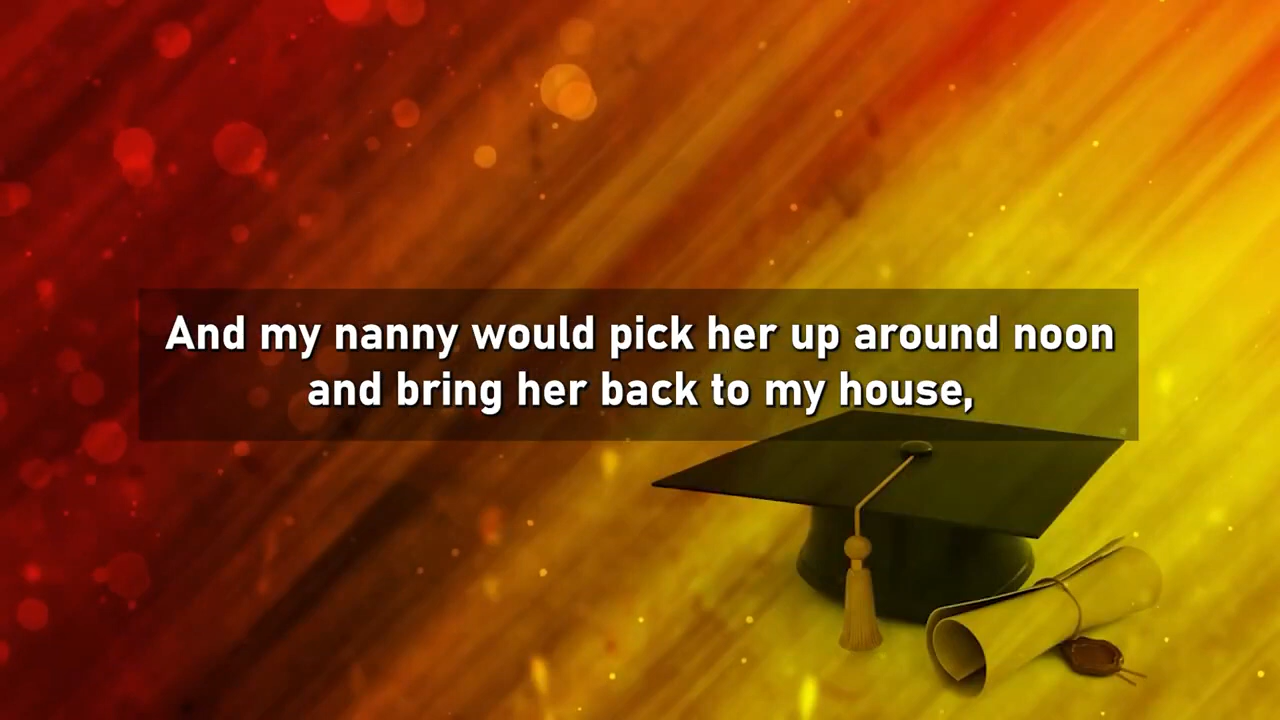 And my nanny would pick her up around noon
and bring her back to my house,